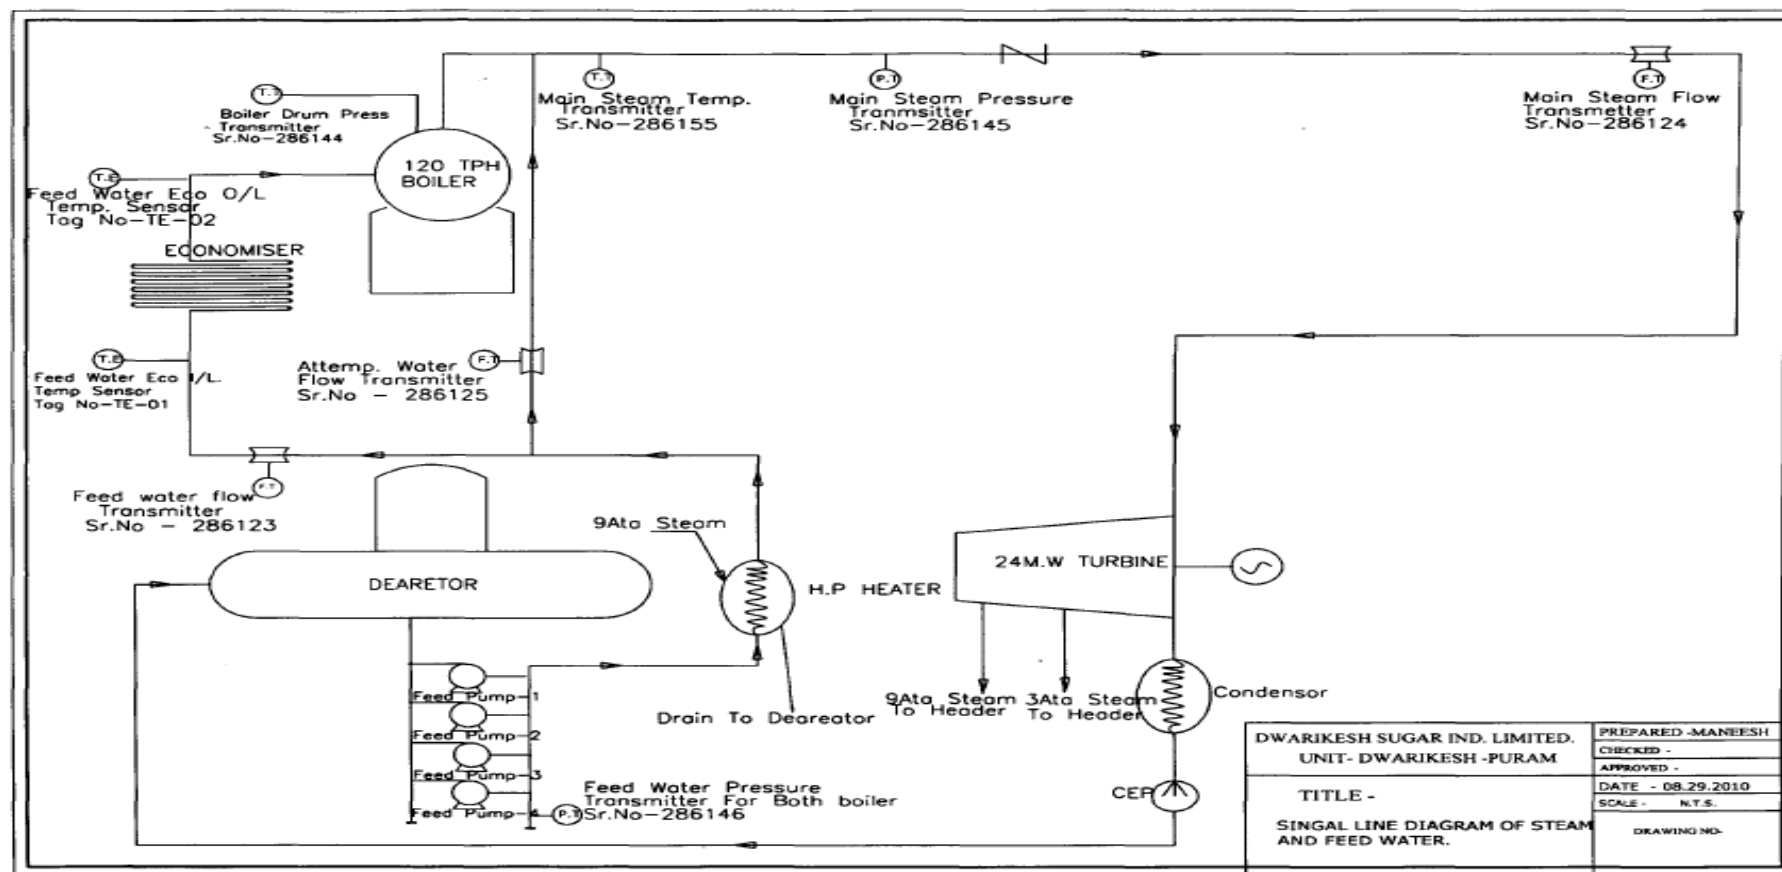 T.T
Boiler Drum Press
Transmitter
Sr.No-286144
T.T
Main Steam Temp.
Transmitter
Sr.No-286155
P.T
Main Steam Pressure
Tranmsitter
Sr.No-286145
F.T
Main Steam Flow
Transmetter
Sr.No-286124
120 TPH
BOILER
T.E
Feed Water Eco O/L
Temp. Sensor
Tag No-TE-02
ECONOMISER
T.E
Feed Water Eco I/L.
Temp Sensor
Tag No-TE-01
F.T
Attemp. Water
Flow Transmitter
Sr.No - 286125
F.T
Feed water flow
Transmitter
Sr.No - 286123
9Ata Steam
DEARETOR
H.P HEATER
24M.W TURBINE
Feed Pump-1
Feed Pump-2
Feed Pump-3
Feed Pump-4
Drain To Deareator
9Ata Steam
To Header
3Ata Steam
To Header
Condensor
P.T
Feed Water Pressure
Transmitter For Both boiler
Sr.No-286146
CEP
DWARIKESH SUGAR IND. LIMITED.
UNIT- DWARIKESH -PURAM
PREPARED -MANEESH
CHECKED -
APPROVED -
DATE - 08.29.2010
SCALE - N.T.S.
TITLE -
SINGAL LINE DIAGRAM OF STEAM
AND FEED WATER.
DRAWING NO-